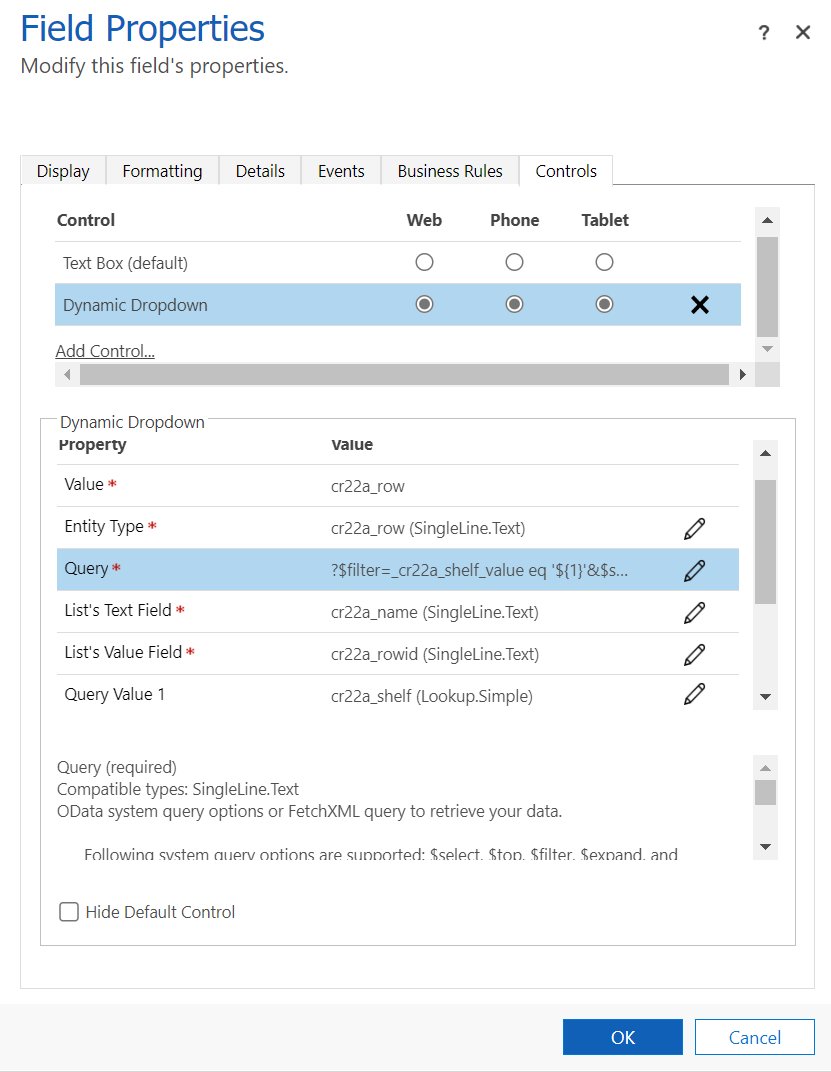 Field Properties
? ×
Modify this field's properties.
Display Formatting Details Events Business Rules Controls
Control Web Phone Tablet
Text Box (default)
Dynamic Dropdown
Add Control...
Dynamic Dropdown
Property Value
Value * cr22a_row
Entity Type * cr22a_row (SingleLine.Text)
Query * ?$filter=_cr22a_shelf_value eq '${1}'&$s...
List's Text Field * cr22a_name (SingleLine.Text)
List's Value Field * cr22a_rowid (SingleLine.Text)
Query Value 1 cr22a_shelf (Lookup.Simple)
Query (required)
Compatible types: SingleLine.Text
OData system query options or FetchXML query to retrieve your data.
Following system query options are supported: $select, $top, $filter, $expand, and
Hide Default Control
OK Cancel